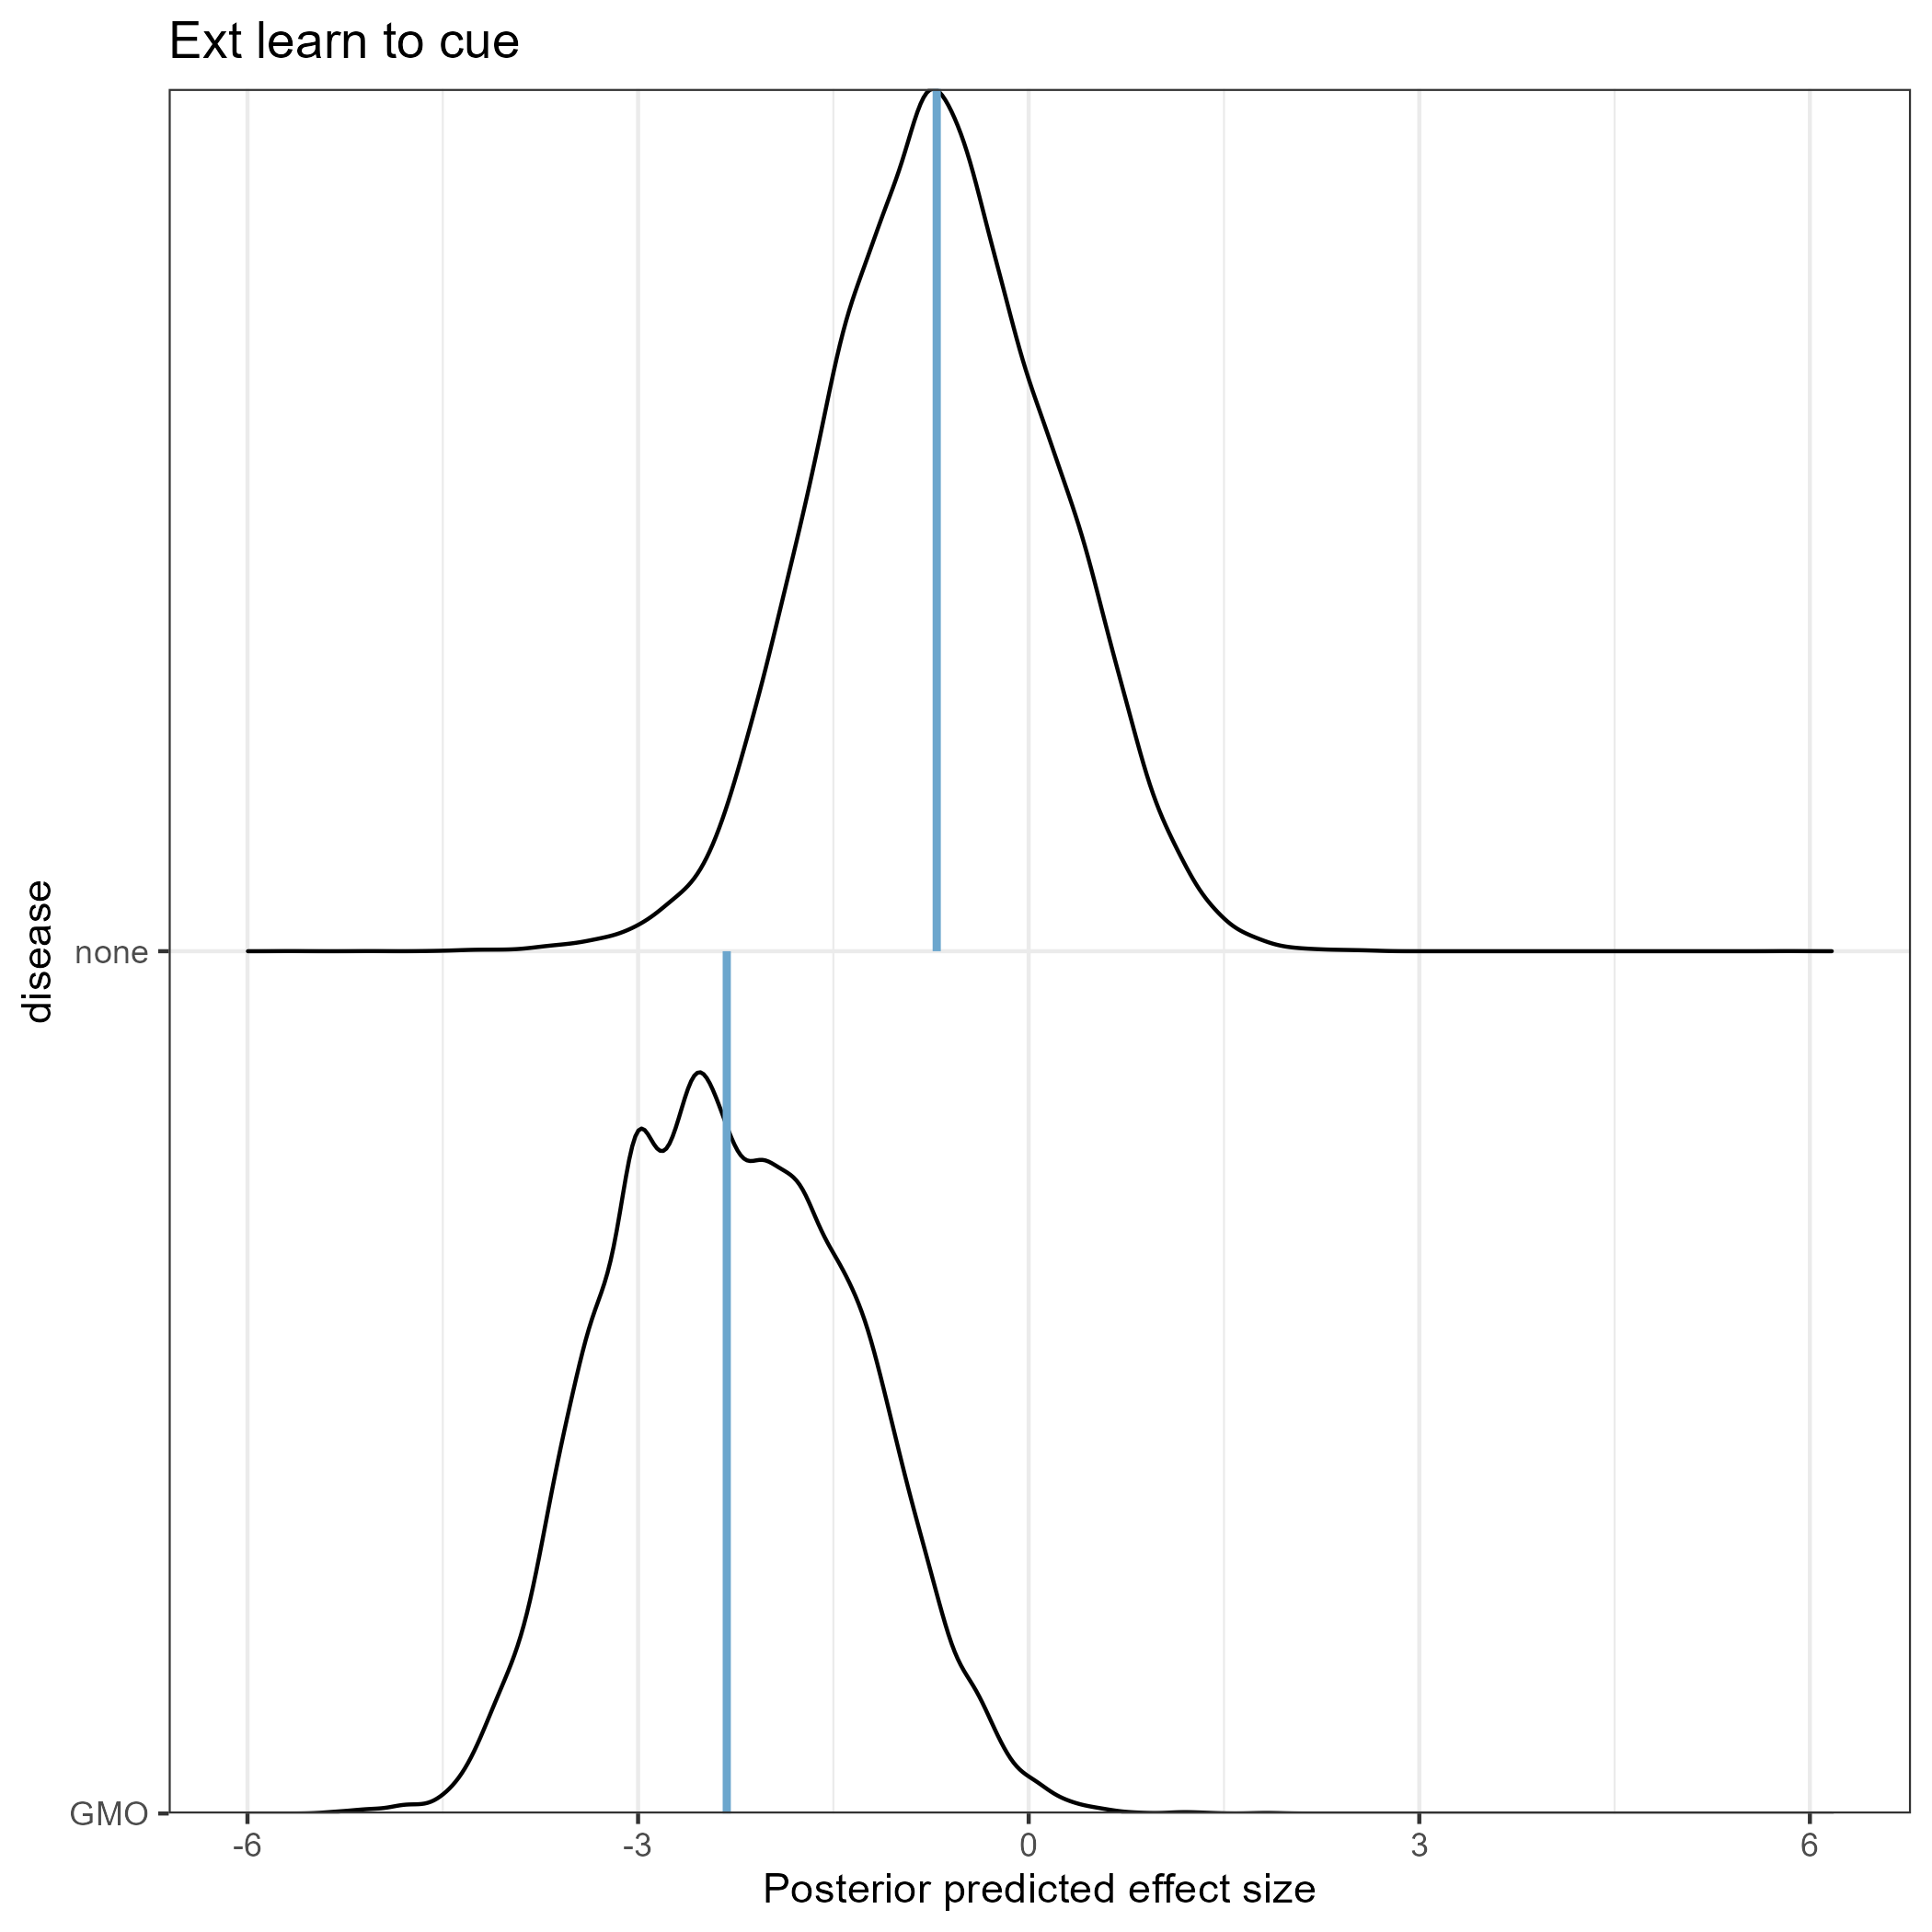 Ext learn to cue
disease
none
GMO
-6
-3
0
3
6
Posterior predicted effect size